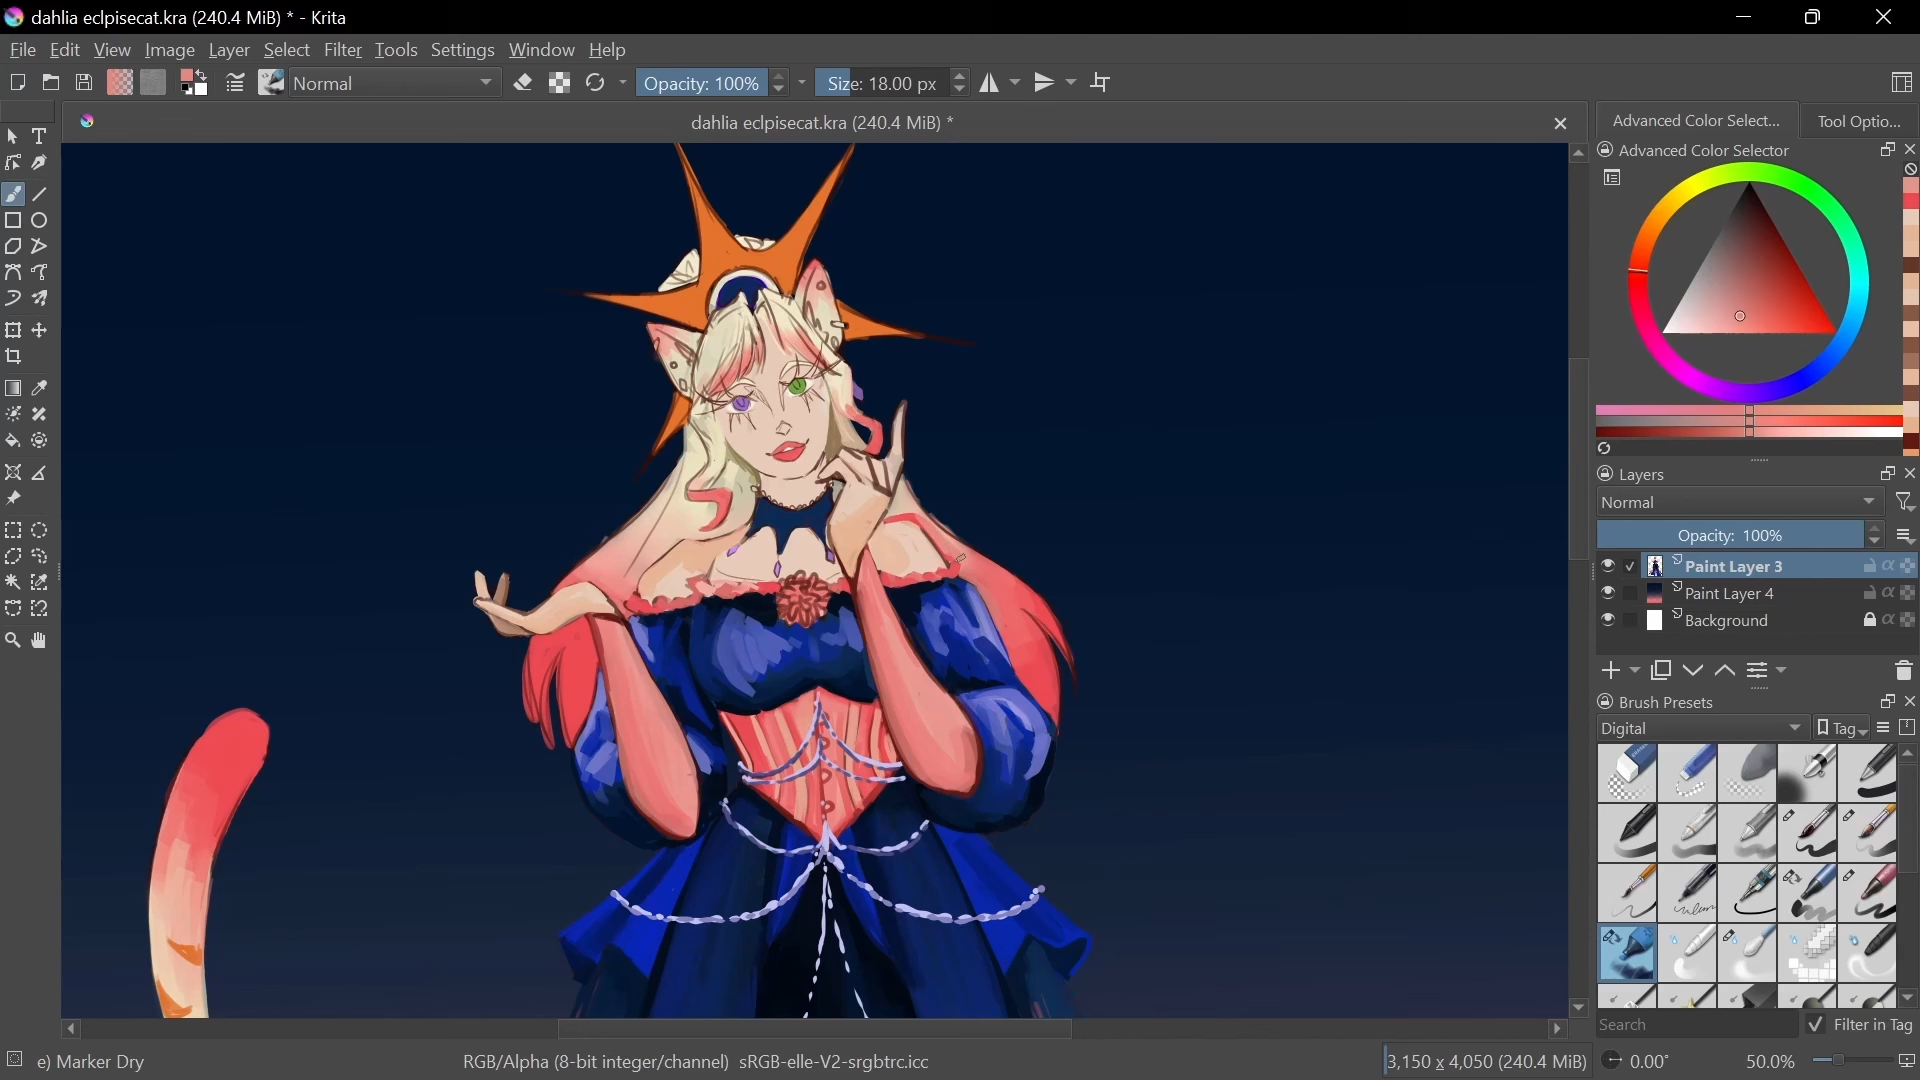 dahlia eclpisecat.kra (240.4 MiB) * - Krita
File Edit View Image Layer Select Filter Tools Settings Window Help
Normal Opacity: 100% Size: 18.00 px
dahlia eclpisecat.kra (240.4 MiB) *
Advanced Color Select... Tool Optio...
Advanced Color Selector
Layers
Normal
Opacity: 100%
Paint Layer 3
Paint Layer 4
Background
Brush Presets
Digital Tag
Search Filter in Tag
e) Marker Dry RGB/Alpha (8-bit integer/channel) sRGB-elle-V2-srgbtrc.icc 3,150 x 4,050 (240.4 MiB) 0.00° 50.0%